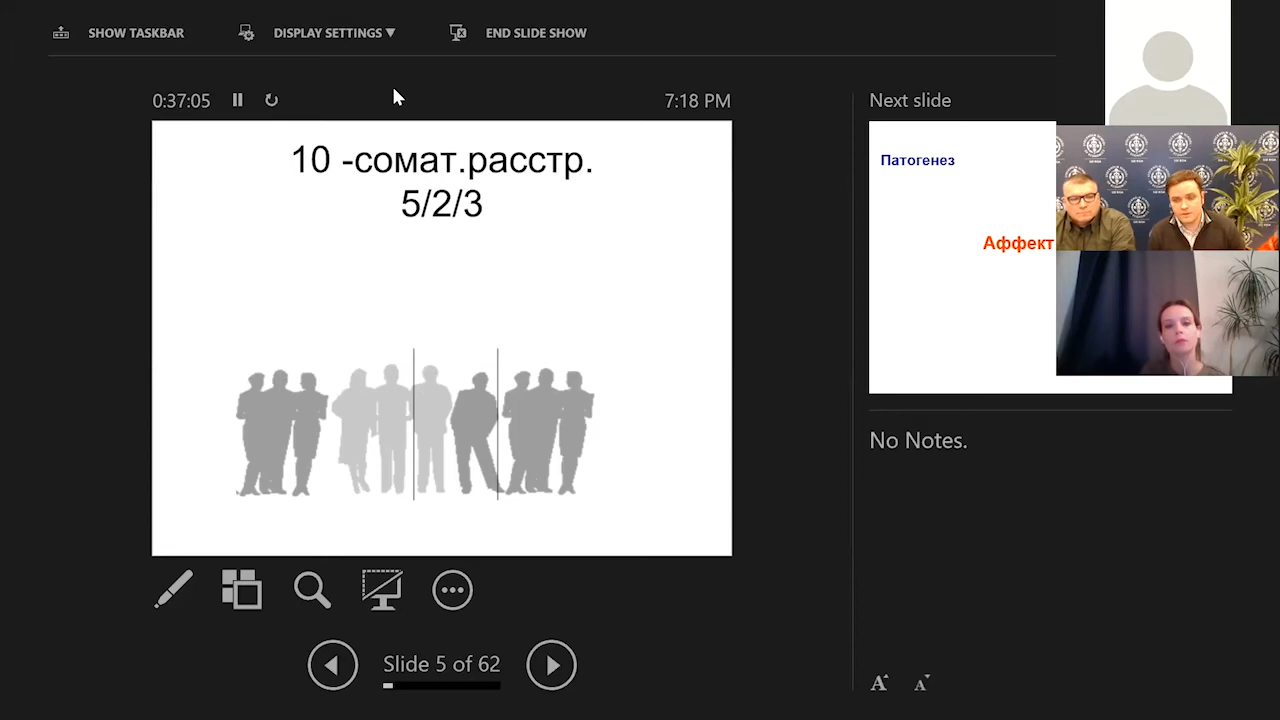 SHOW TASKBAR
DISPLAY SETTINGS ▼
END SLIDE SHOW
0:37:05
7:18 PM
10 -сомат.расстр.
5/2/3
Slide 5 of 62
Next slide
Патогенез
Аффект
No Notes.
A
A